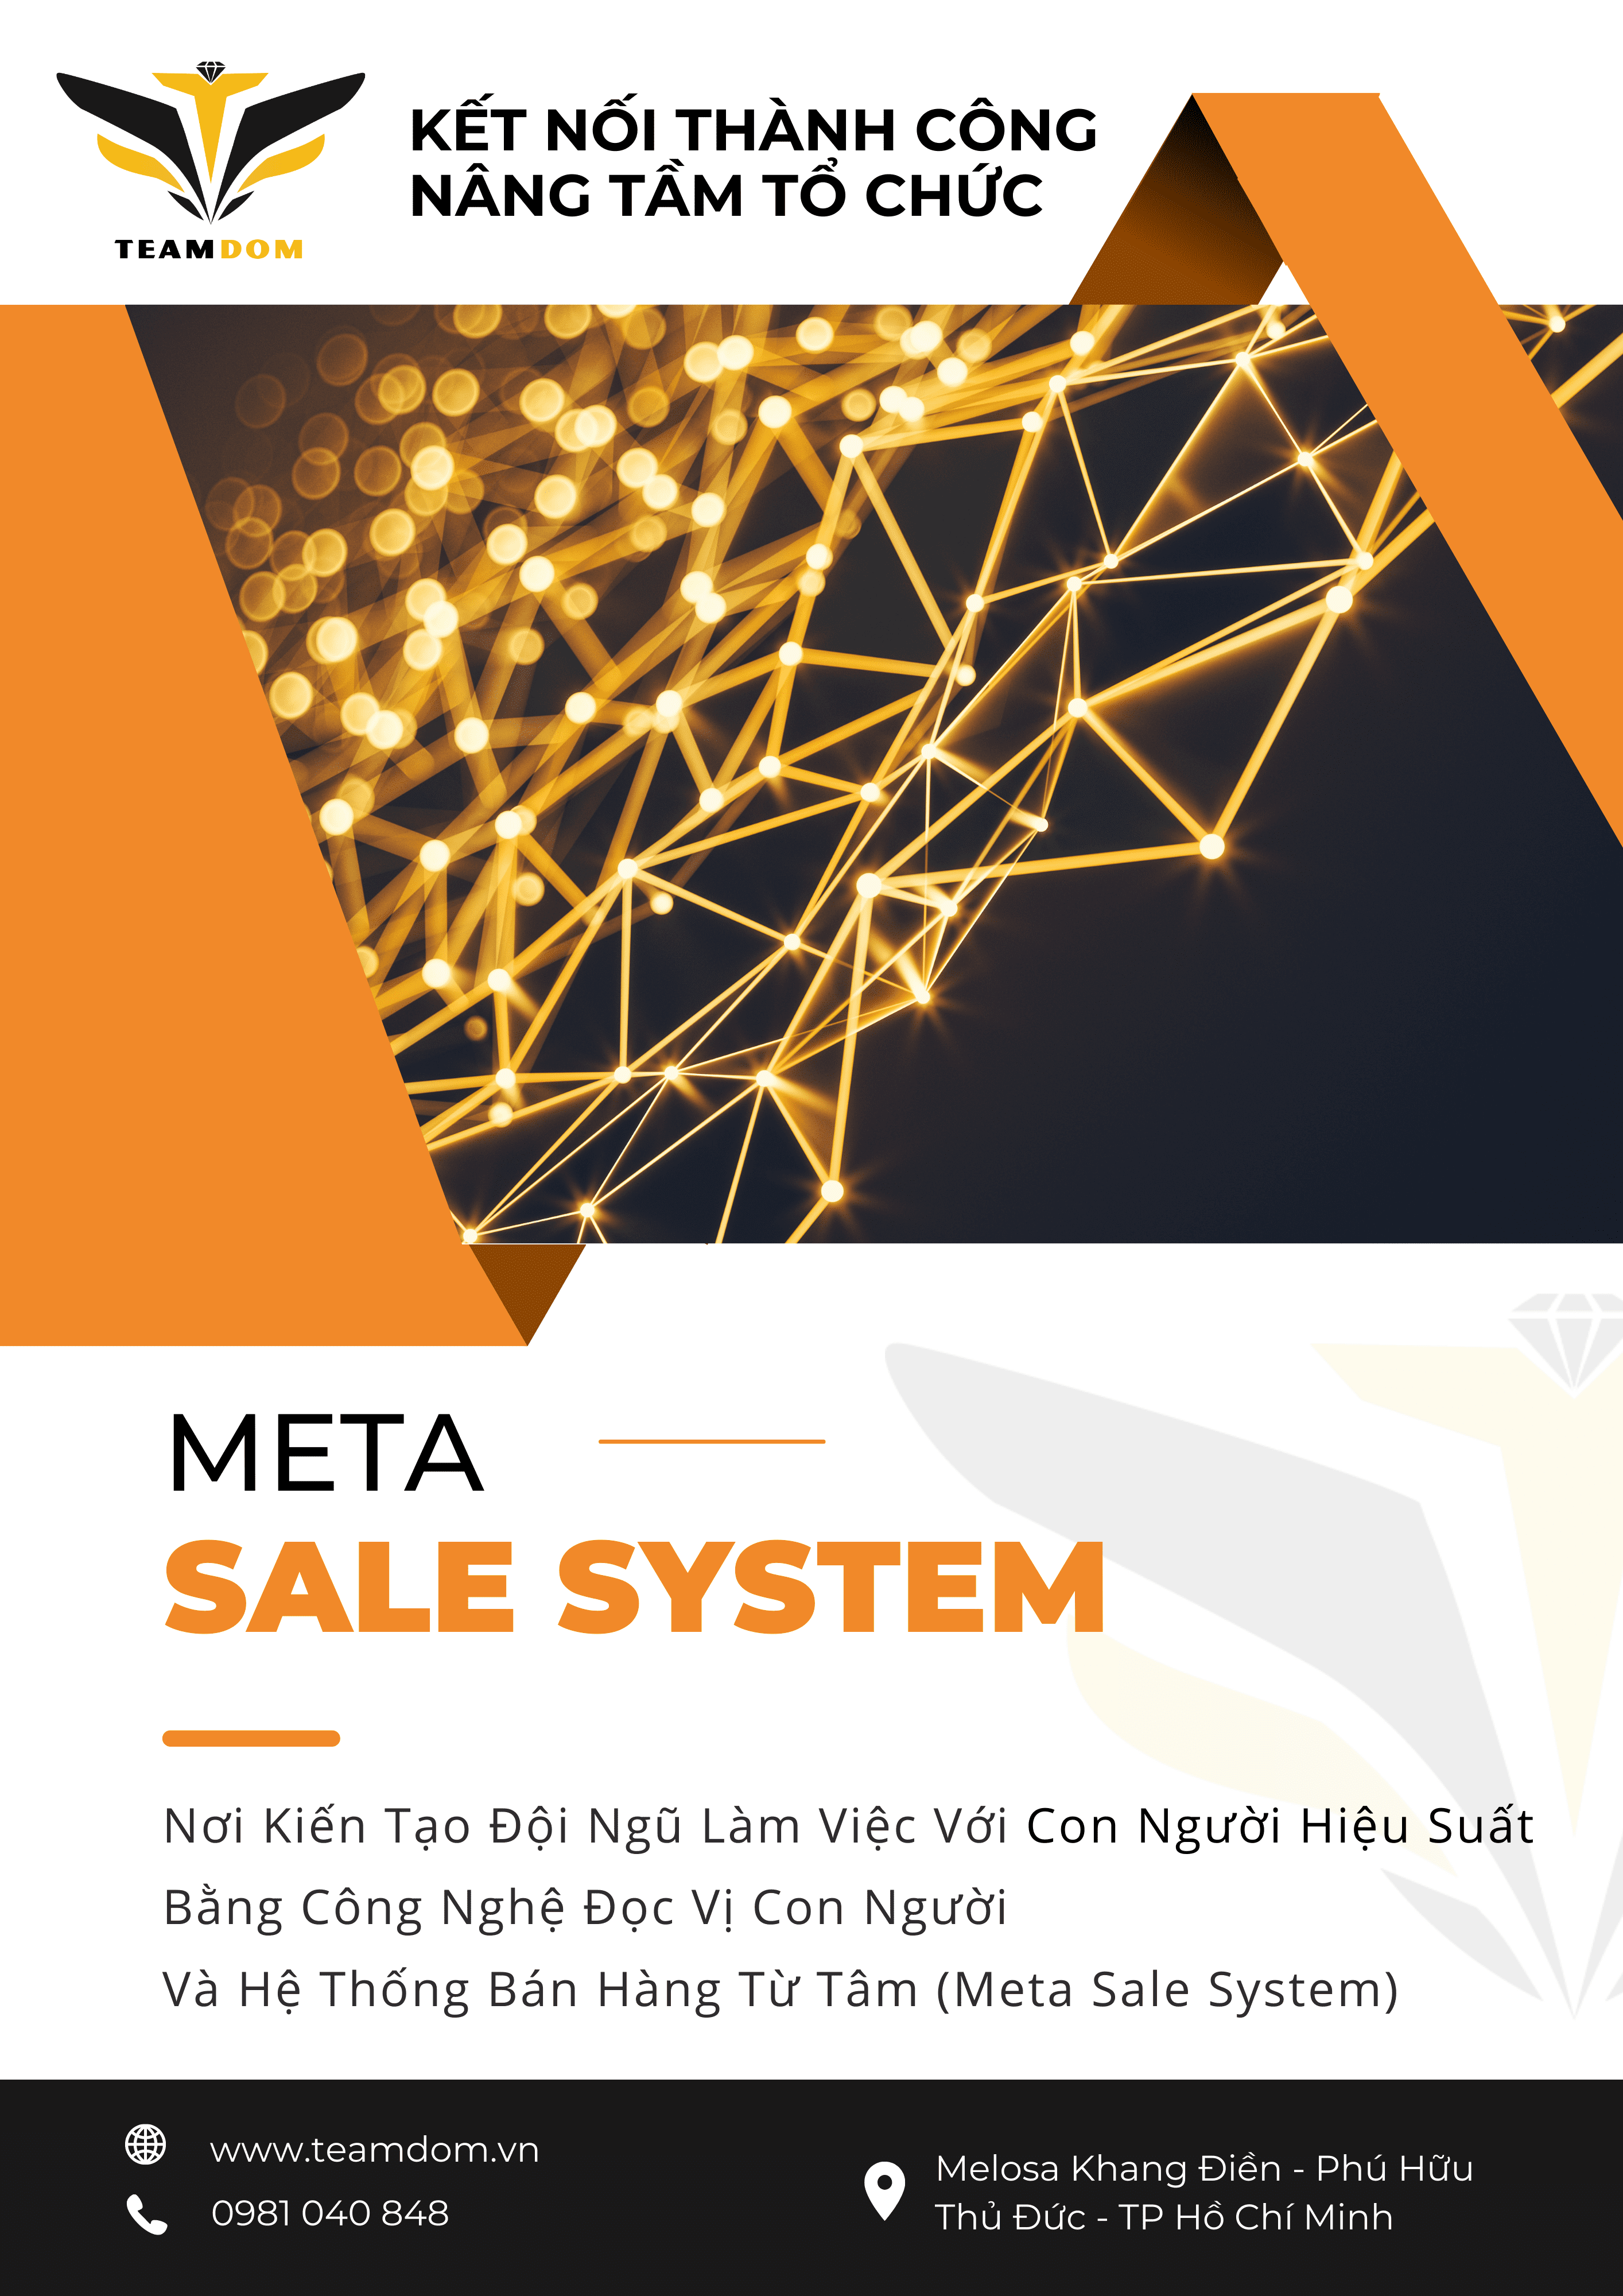 TEAMDOM
KẾT NỐI THÀNH CÔNG
NÂNG TẦM TỔ CHỨC
META
SALE SYSTEM
Nơi Kiến Tạo Đội Ngũ Làm Việc Với Con Người Hiệu Suất
Bằng Công Nghệ Đọc Vị Con Người
Và Hệ Thống Bán Hàng Từ Tâm (Meta Sale System)
www.teamdom.vn
0981 040 848
Melosa Khang Điền - Phú Hữu
Thủ Đức - TP Hồ Chí Minh